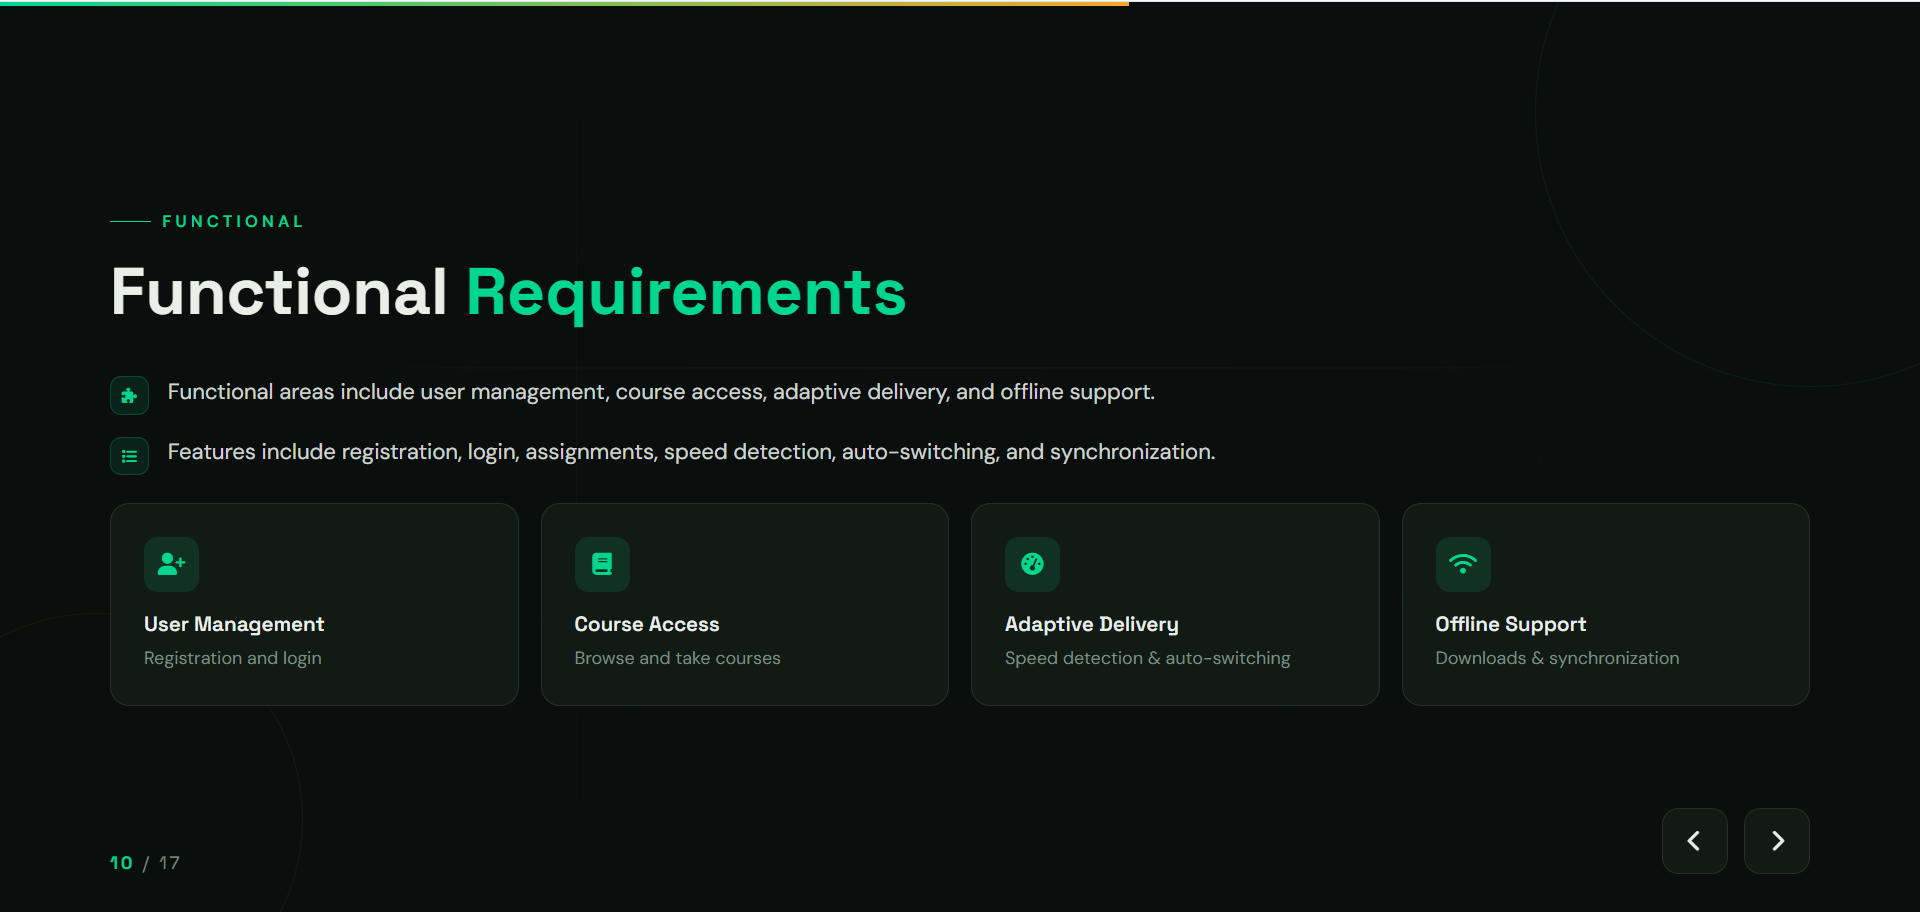 FUNCTIONAL
Functional Requirements
Functional areas include user management, course access, adaptive delivery, and offline support.
Features include registration, login, assignments, speed detection, auto-switching, and synchronization.
User Management
Registration and login
Course Access
Browse and take courses
Adaptive Delivery
Speed detection & auto-switching
Offline Support
Downloads & synchronization
10 / 17